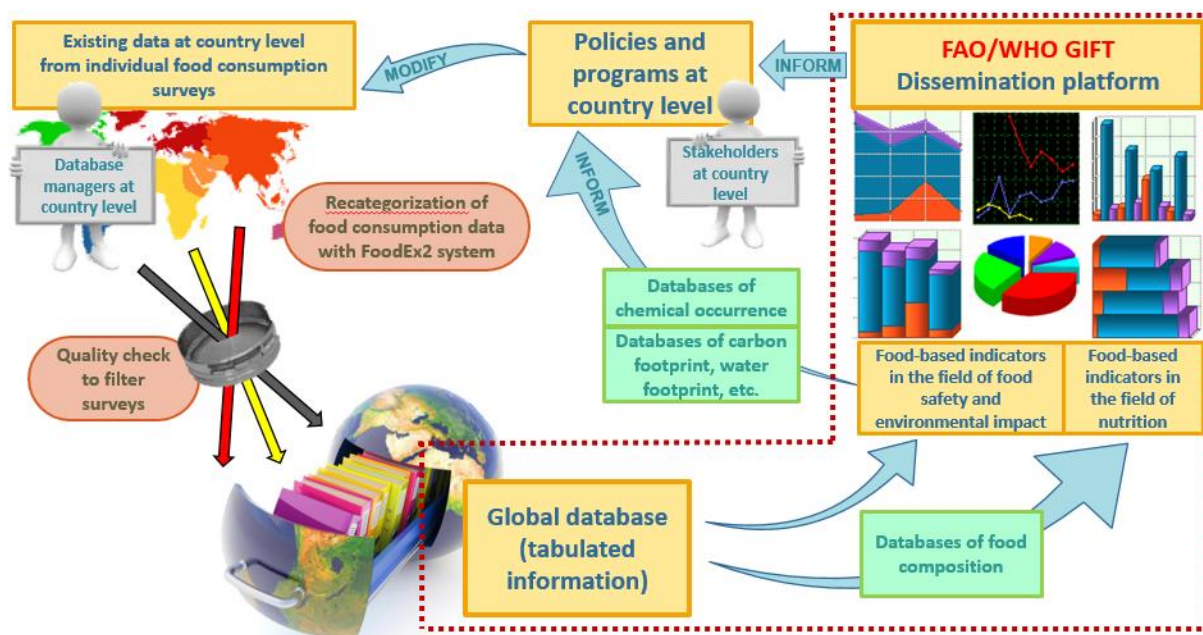 Existing data at country level
from individual food consumption
surveys
MODIFY
Policies and
programs at
country level
INFORM
FAO/WHO GIFT
Dissemination platform
Database
managers at
country level
Stakeholders
at country
level
INFORM
Recategorization of
food consumption data
with FoodEx2 system
Quality check
to filter
surveys
Databases of
chemical occurrence
Databases of carbon
footprint, water
footprint, etc.
Food-based indicators
in the field of food
safety and
environmental impact
Food-based
indicators in
the field of
nutrition
Global database
(tabulated
information)
Databases of food
composition